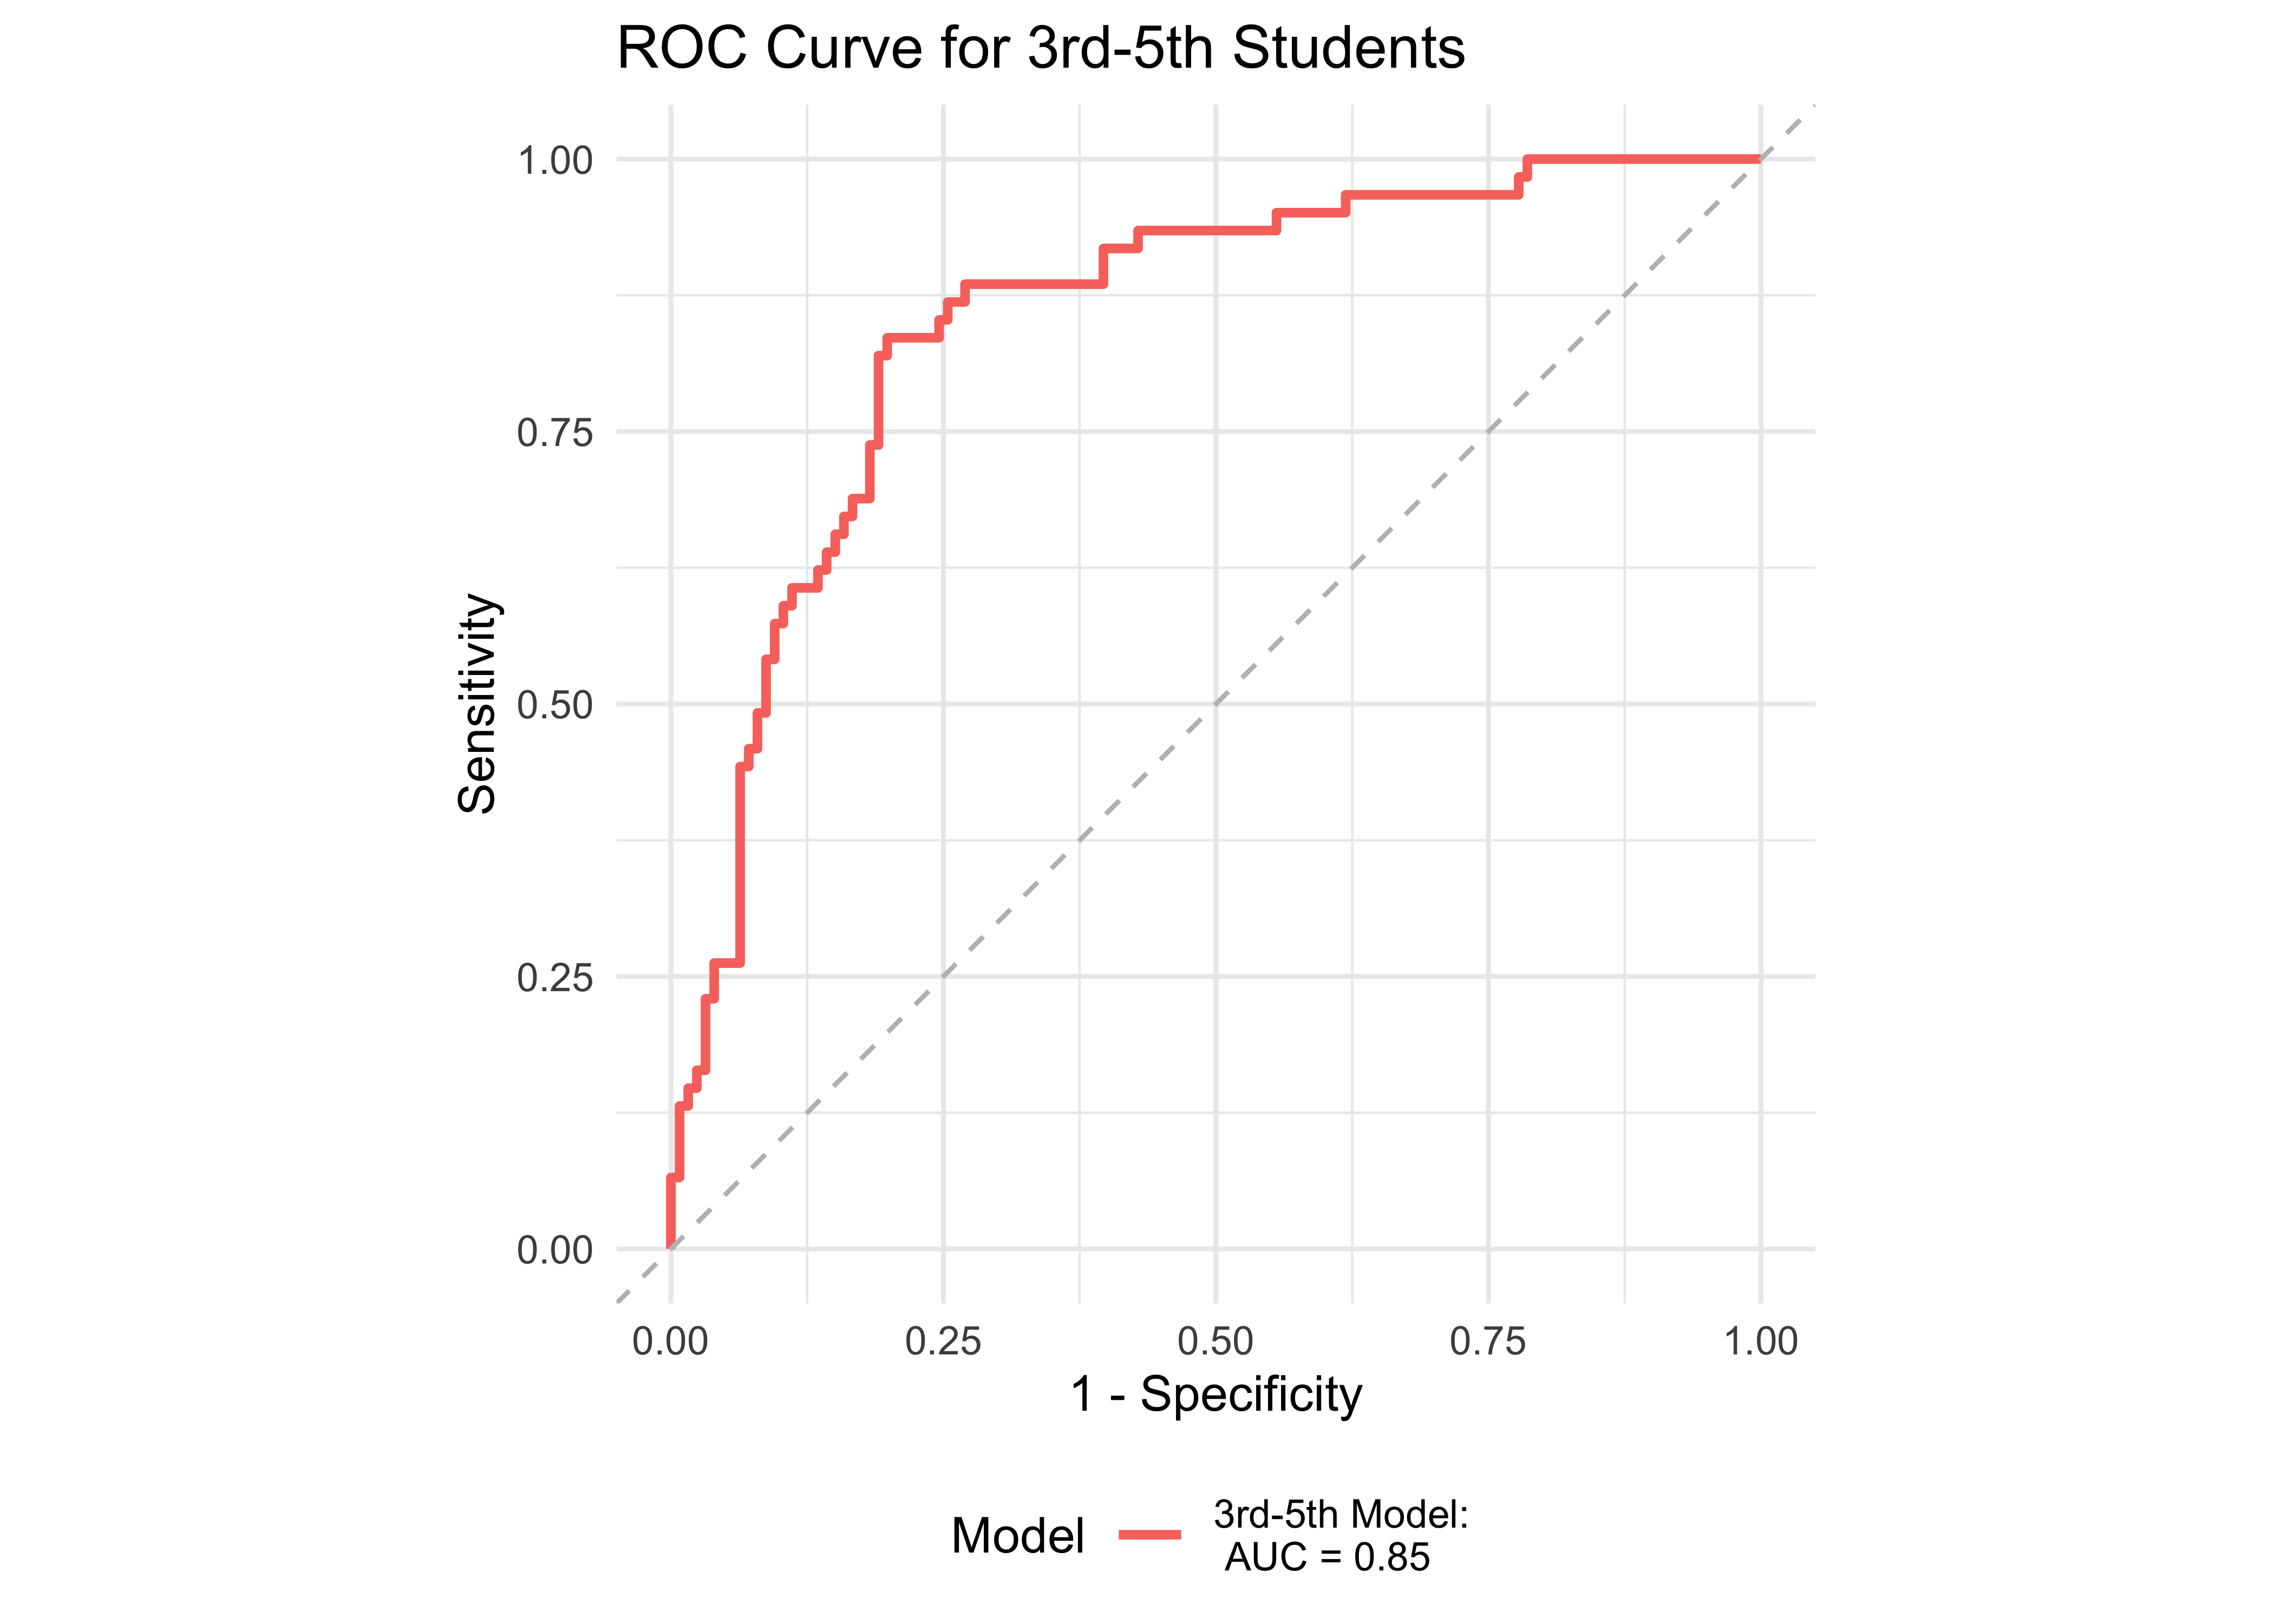 ROC Curve for 3rd-5th Students
1.00
0.75
0.50
0.25
0.00
Sensitivity
0.00 0.25 0.50 0.75 1.00
1 - Specificity
Model
3rd-5th Model:
AUC = 0.85